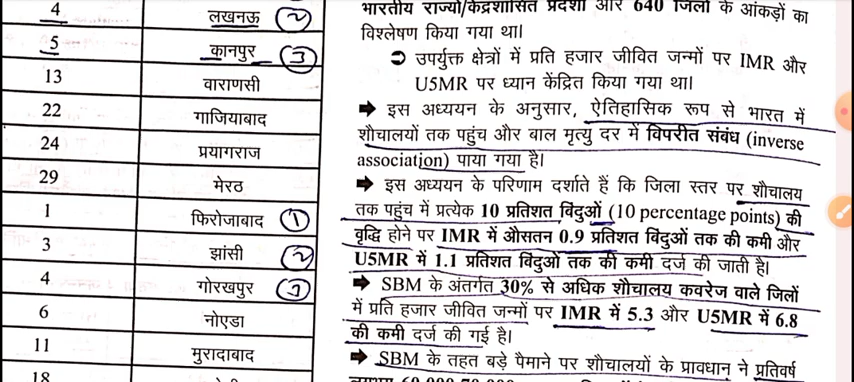 4 लखनऊ (2)
5 कानपुर (3)
13 वाराणसी
22 गाजियाबाद
24 प्रयागराज
29 मेरठ
1 फिरोजाबाद (1)
3 झांसी (2)
4 गोरखपुर (3)
6 नोएडा
11 मुरादाबाद
18
भारतीय राज्यों/केंद्रशासित प्रदेशों और 640 जिलों के आंकड़ों का
विश्लेषण किया गया था।
उपर्युक्त क्षेत्रों में प्रति हजार जीवित जन्मों पर IMR और
U5MR पर ध्यान केंद्रित किया गया था।
इस अध्ययन के अनुसार, ऐतिहासिक रूप से भारत में
शौचालयों तक पहुंच और बाल मृत्यु दर में विपरीत संबंध (inverse
association) पाया गया है।
इस अध्ययन के परिणाम दर्शाते हैं कि जिला स्तर पर शौचालय
तक पहुंच में प्रत्येक 10 प्रतिशत विंदुओं (10 percentage points) की
वृद्धि होने पर IMR में औसतन 0.9 प्रतिशत विंदुओं तक की कमी और
U5MR में 1.1 प्रतिशत विंदुओं तक की कमी दर्ज की जाती है।
SBM के अंतर्गत 30% से अधिक शौचालय कवरेज वाले जिलों
में प्रति हजार जीवित जन्मों पर IMR में 5.3 और U5MR में 6.8
की कमी दर्ज की गई है।
SBM के तहत बड़े पैमाने पर शौचालयों के प्रावधान ने प्रतिवर्ष